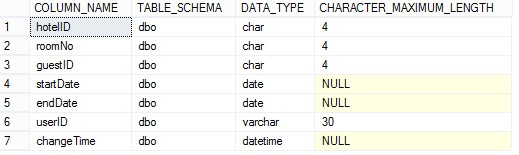 COLUMN_NAME TABLE_SCHEMA DATA_TYPE CHARACTER_MAXIMUM_LENGTH
1 hotelID dbo char 4
2 roomNo dbo char 4
3 guestID dbo char 4
4 startDate dbo date NULL
5 endDate dbo date NULL
6 userID dbo varchar 30
7 changeTime dbo datetime NULL